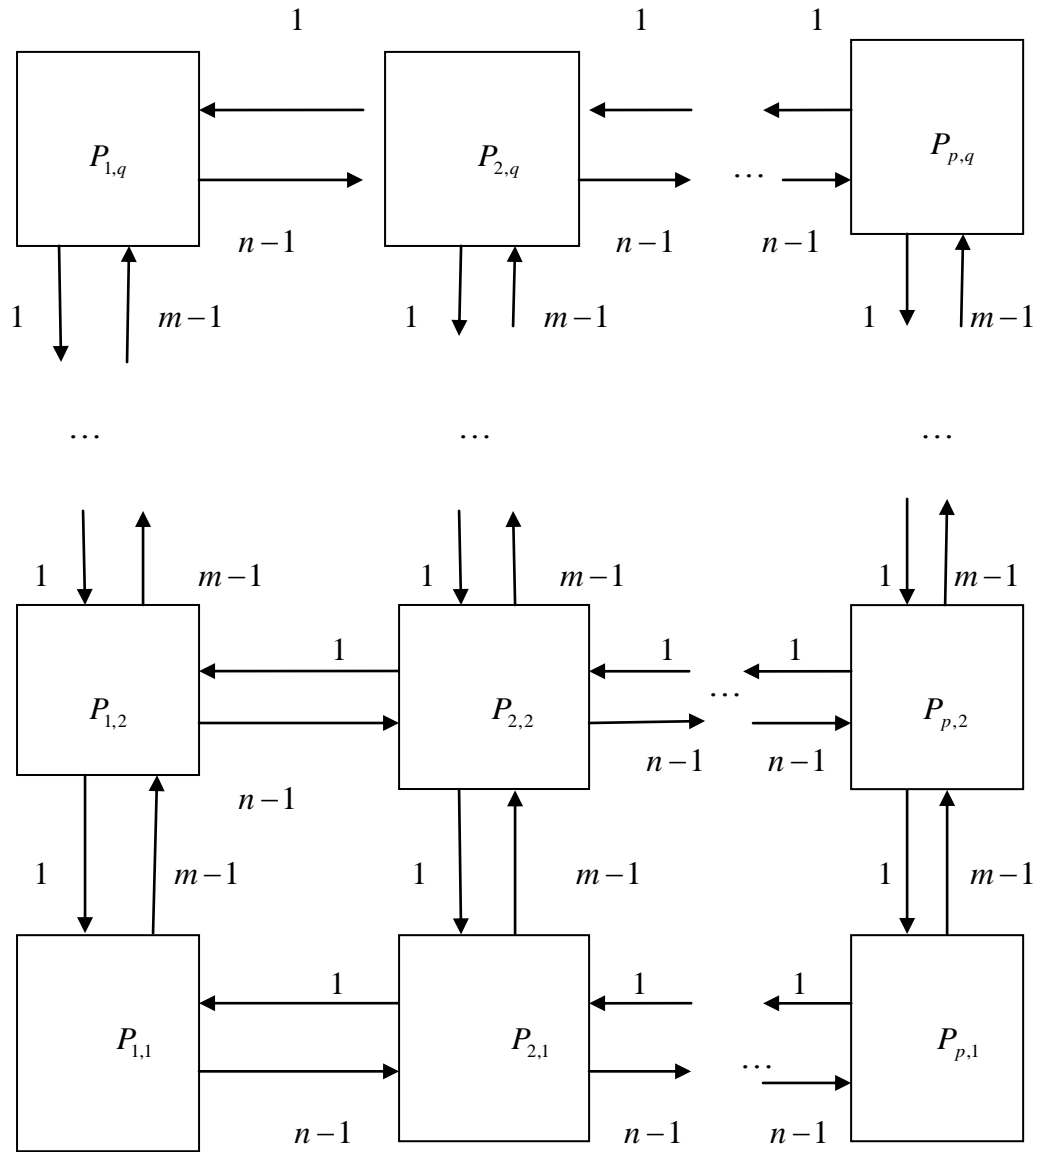 1 1 1
P_{1,q} P_{2,q} … P_{p,q}
n−1 n−1 n−1
1 m−1 1 m−1 1 m−1
… … …
1 m−1 1 m−1 1 m−1
1 1 1
P_{1,2} P_{2,2} … P_{p,2}
n−1 n−1 n−1
1 m−1 1 m−1 1 m−1
1 1 1
P_{1,1} P_{2,1} … P_{p,1}
n−1 n−1 n−1